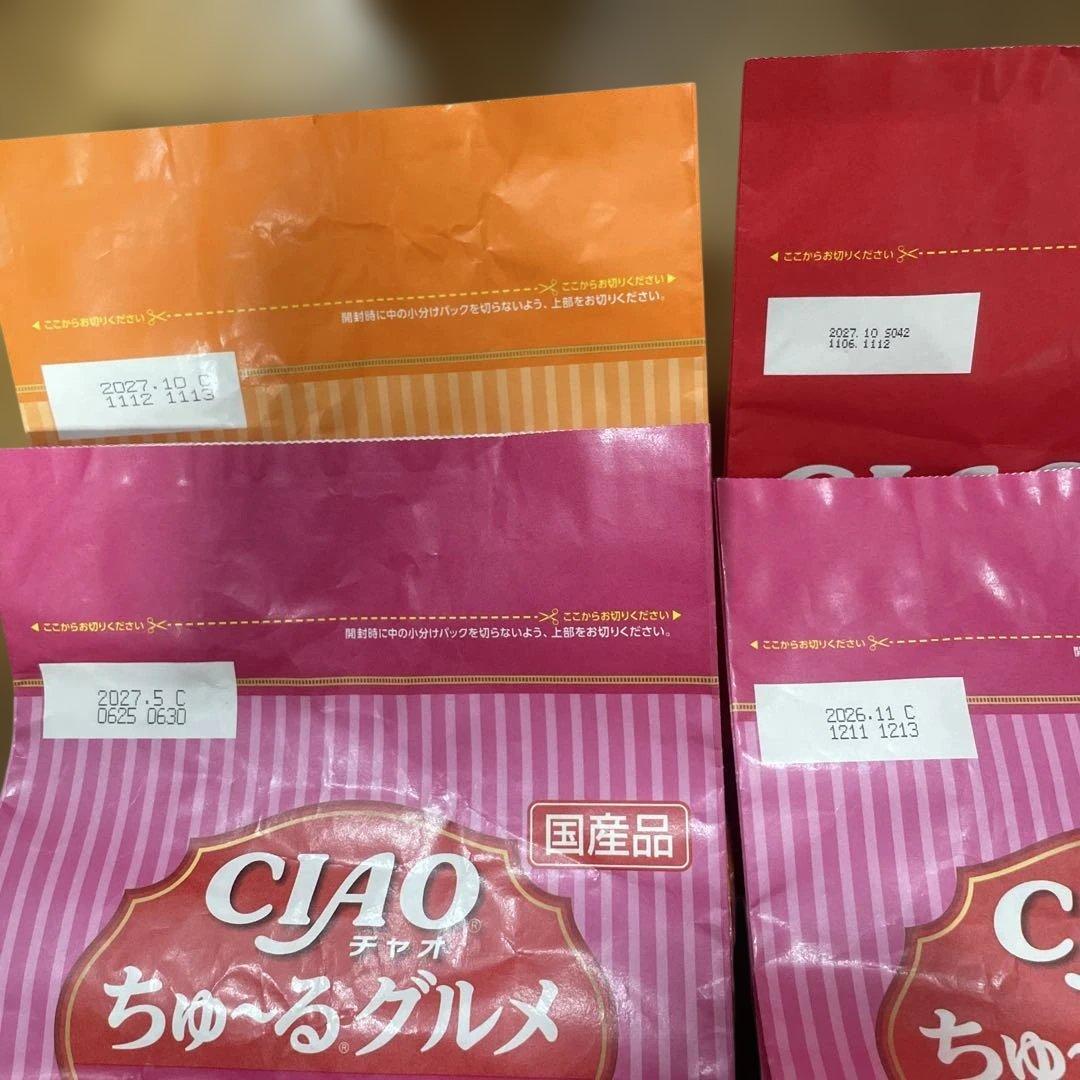 ここからお切りください
開封時に中の小分けパックを切らないよう、上部をお切りください。
ここからお切りください
2027.10 C
1112 1113
ここからお切りください
2027.10 S042
1106.1112
CIAO
ここからお切りください
開封時に中の小分けパックを切らないよう、上部をお切りください。
ここからお切りください
2027.5 C
0625 0630
国産品
CIAO®
チャオ
ちゅ〜る®グルメ
ここからお切りください
開
2026.11 C
1211 1213
C
ちゅ〜